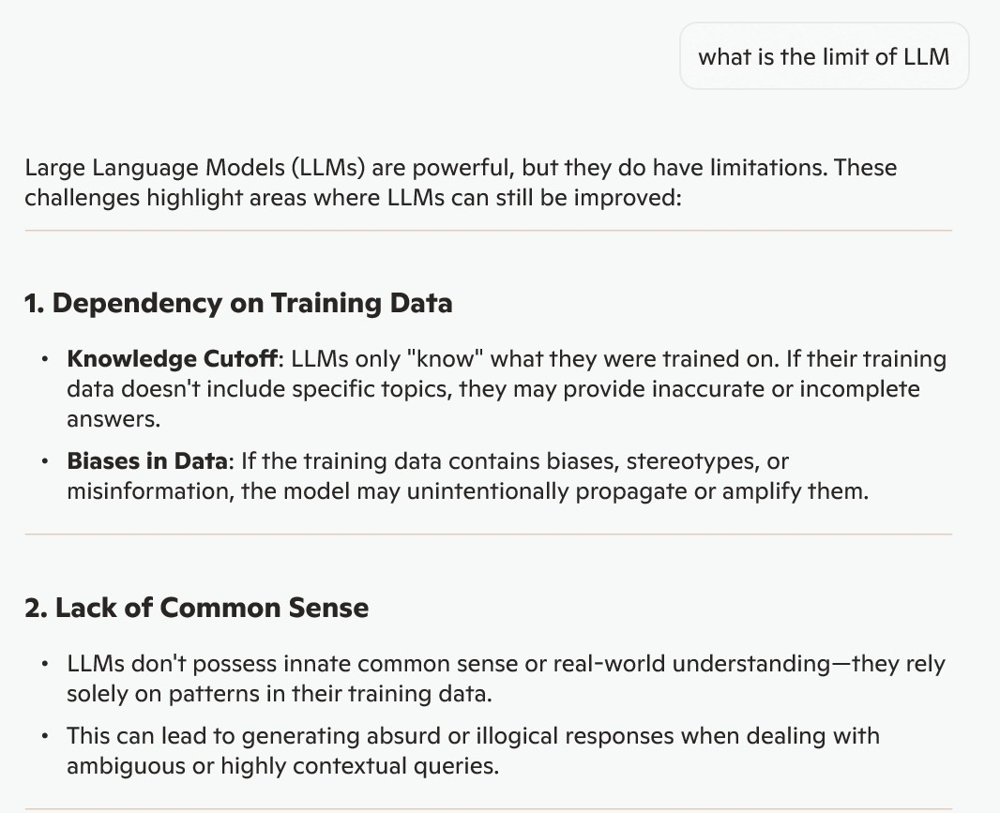 what is the limit of LLM
Large Language Models (LLMs) are powerful, but they do have limitations. These
challenges highlight areas where LLMs can still be improved:
1. Dependency on Training Data
• Knowledge Cutoff: LLMs only "know" what they were trained on. If their training
data doesn't include specific topics, they may provide inaccurate or incomplete
answers.
• Biases in Data: If the training data contains biases, stereotypes, or
misinformation, the model may unintentionally propagate or amplify them.
2. Lack of Common Sense
• LLMs don't possess innate common sense or real-world understanding—they rely
solely on patterns in their training data.
• This can lead to generating absurd or illogical responses when dealing with
ambiguous or highly contextual queries.